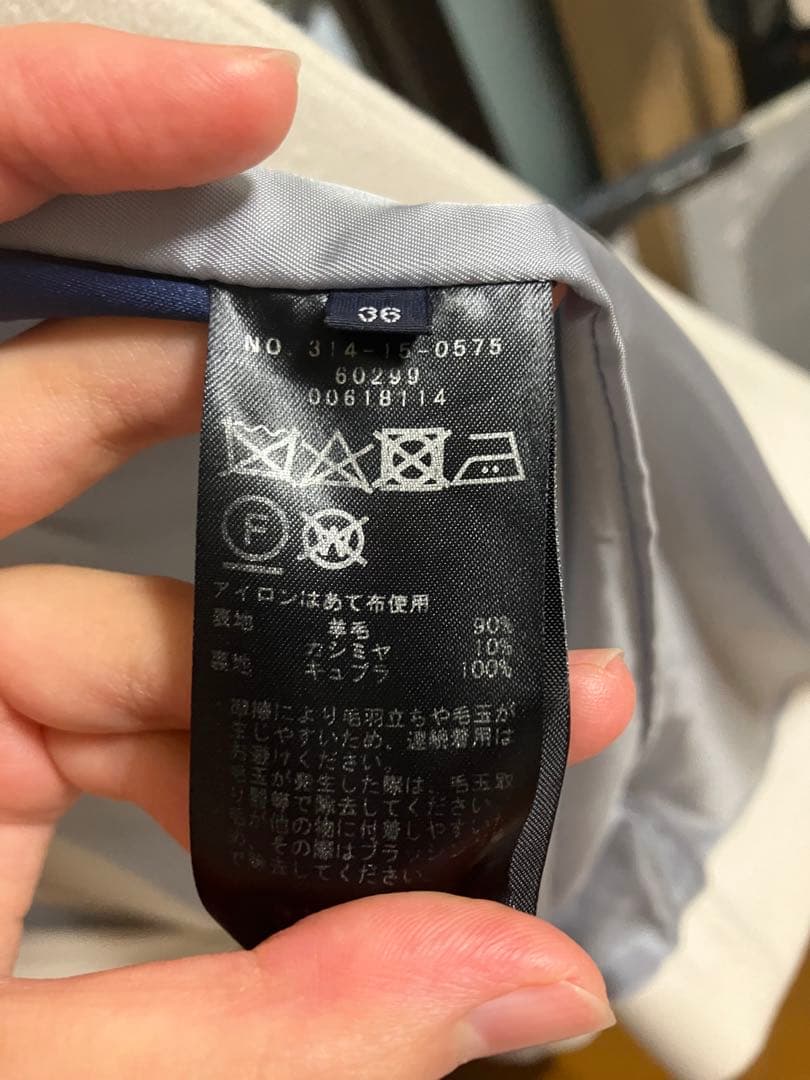 36
NO. 314-15-0575
60299
00618114
F
W
アイロンはあて布使用
表地 羊毛 90%
カシミヤ 10%
裏地 キュプラ 100%
摩擦により毛羽立ちや毛玉が
生じやすいため、連続着用は
お避けください。
毛玉が発生した際は、毛玉取
り器等で除去してください。
毛が他の物に付着しやすい
その際はブラッシン
で除去してください。